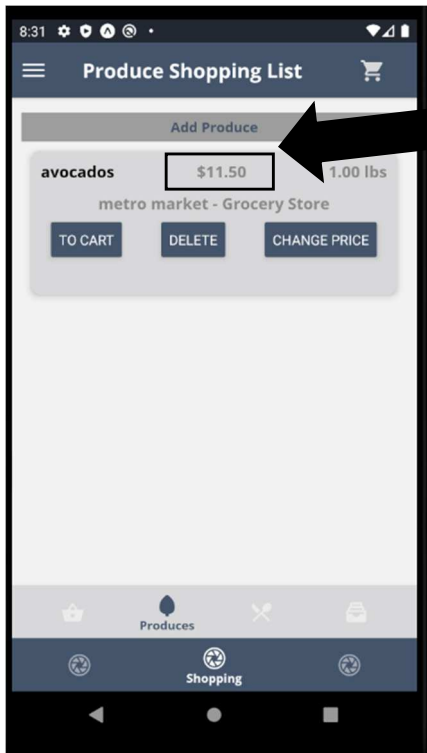 8:31
Produce Shopping List
Add Produce
avocados $11.50 1.00 lbs
metro market - Grocery Store
TO CART DELETE CHANGE PRICE
Produces
Shopping